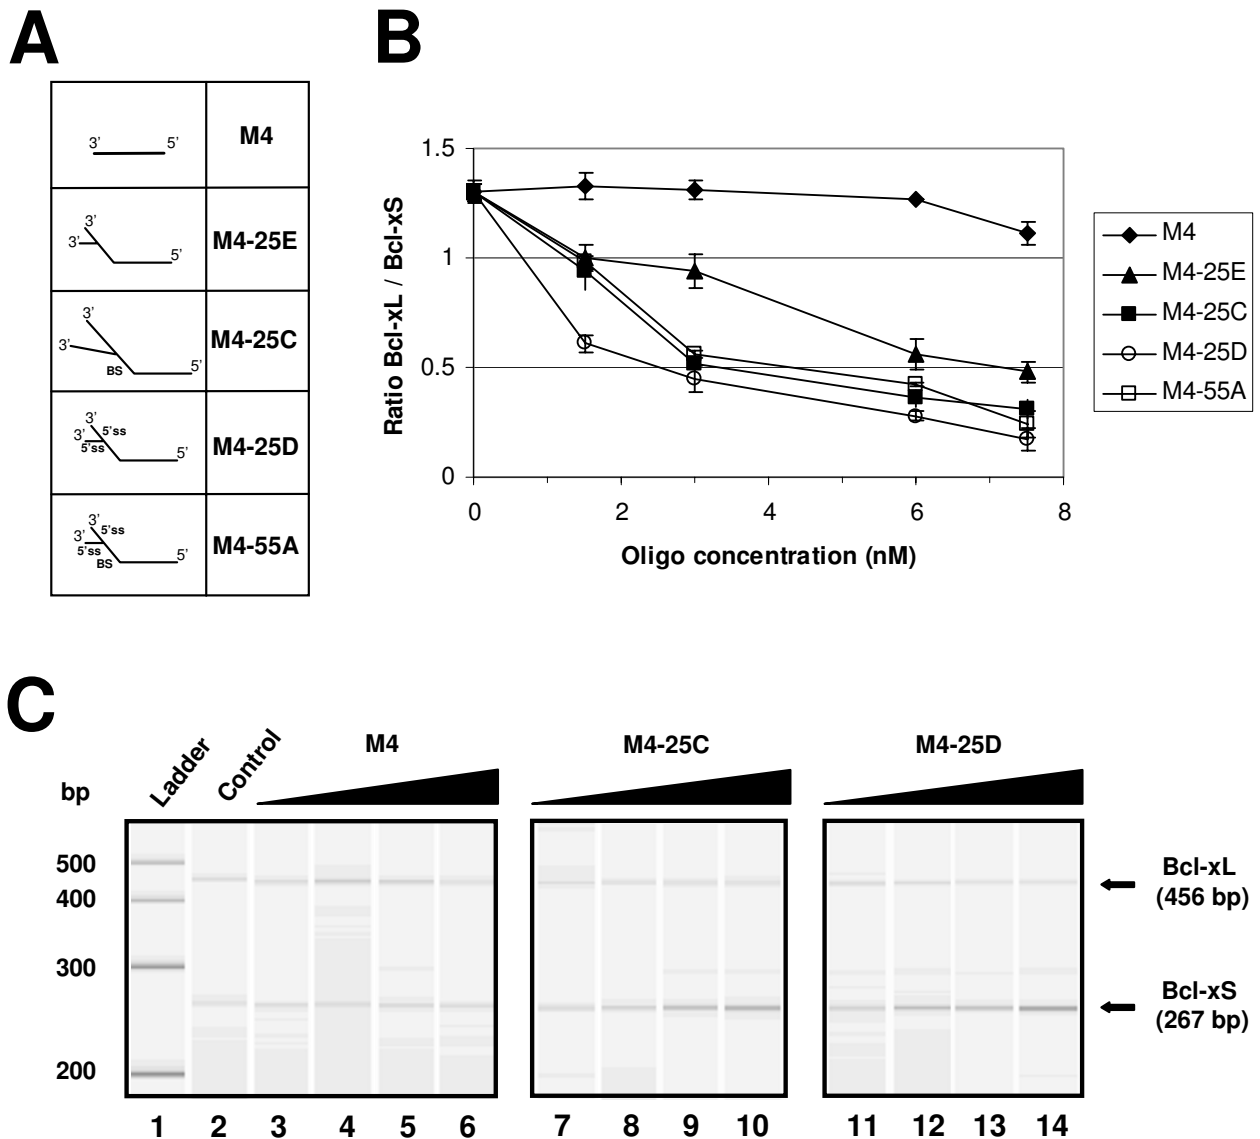 A
3' 5'
M4
3'
3'
5'
M4-25E
3'
3'
BS
5'
M4-25C
3'
3'
5'ss
5'ss
5'
M4-25D
3'
3'
5'ss
5'ss
BS
5'
M4-55A
B
Ratio Bcl-xL / Bcl-xS
1.5
1
0.5
0
0 2 4 6 8
Oligo concentration (nM)
M4
M4-25E
M4-25C
M4-25D
M4-55A
C
bp
Ladder
Control
M4
M4-25C
M4-25D
500
400
300
200
Bcl-xL
(456 bp)
Bcl-xS
(267 bp)
1 2 3 4 5 6 7 8 9 10 11 12 13 14